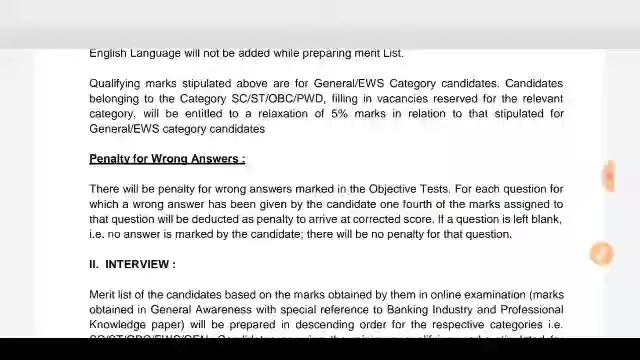 English Language will not be added while preparing merit List.
Qualifying marks stipulated above are for General/EWS Category candidates. Candidates
belonging to the Category SC/ST/OBC/PWD, filling in vacancies reserved for the relevant
category, will be entitled to a relaxation of 5% marks in relation to that stipulated for
General/EWS category candidates
Penalty for Wrong Answers :
There will be penalty for wrong answers marked in the Objective Tests. For each question for
which a wrong answer has been given by the candidate one fourth of the marks assigned to
that question will be deducted as penalty to arrive at corrected score. If a question is left blank,
i.e. no answer is marked by the candidate; there will be no penalty for that question.
II. INTERVIEW :
Merit list of the candidates based on the marks obtained by them in online examination (marks
obtained in General Awareness with special reference to Banking Industry and Professional
Knowledge paper) will be prepared in descending order for the respective categories i.e.